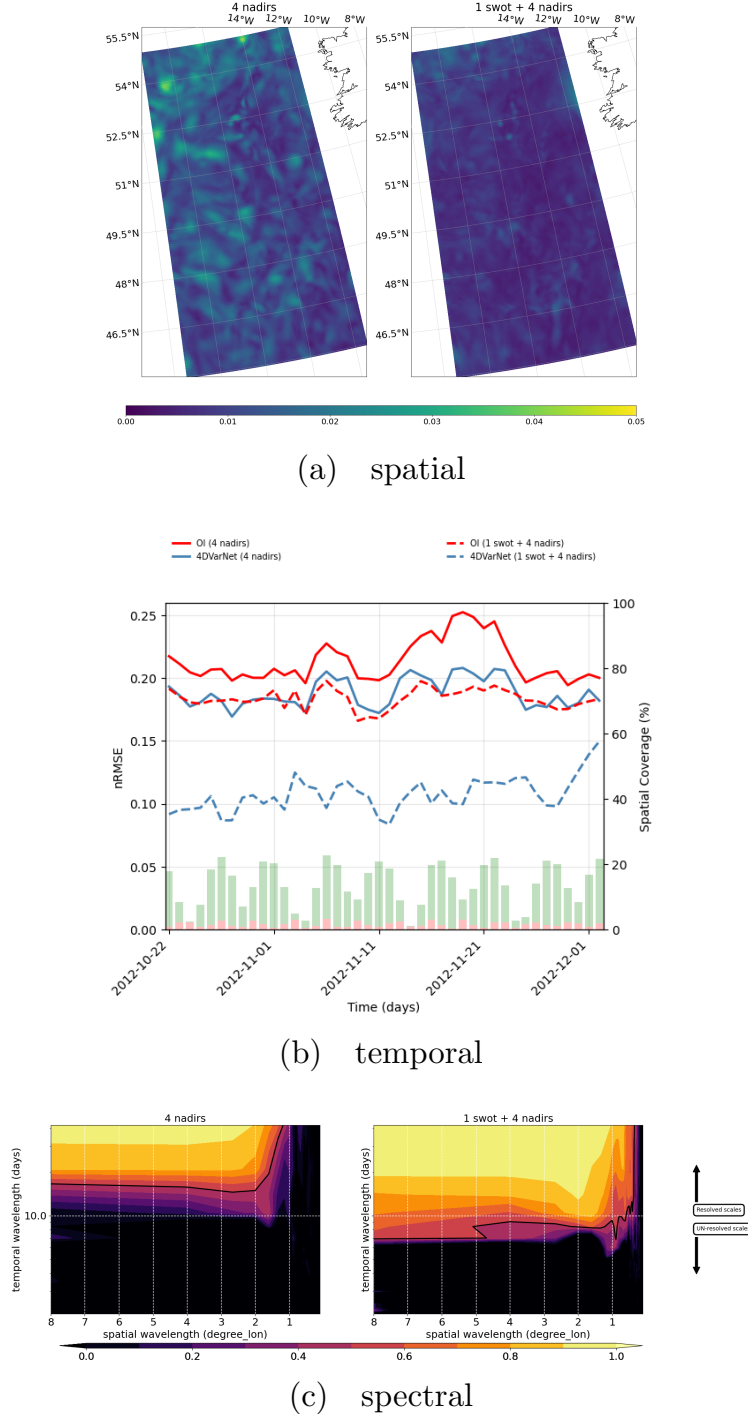 4 nadirs
1 swot + 4 nadirs
14°W 12°W 10°W 8°W
14°W 12°W 10°W 8°W
55.5°N
54°N
52.5°N
51°N
49.5°N
48°N
46.5°N
55.5°N
54°N
52.5°N
51°N
49.5°N
48°N
46.5°N
0.00 0.01 0.02 0.03 0.04 0.05
(a) spatial
OI (4 nadirs)
4DVarNet (4 nadirs)
OI (1 swot + 4 nadirs)
4DVarNet (1 swot + 4 nadirs)
nRMSE
0.25
0.20
0.15
0.10
0.05
0.00
100
80
60
40
20
0
Spatial Coverage (%)
2012-10-22
2012-11-01
2012-11-11
2012-11-21
2012-12-01
Time (days)
(b) temporal
4 nadirs
temporal wavelength (days)
10.0
8 7 6 5 4 3 2 1
spatial wavelength (degree_lon)
1 swot + 4 nadirs
temporal wavelength (days)
8 7 6 5 4 3 2 1
spatial wavelength (degree_lon)
Resolved scales
UN-resolved scales
0.0 0.2 0.4 0.6 0.8 1.0
(c) spectral